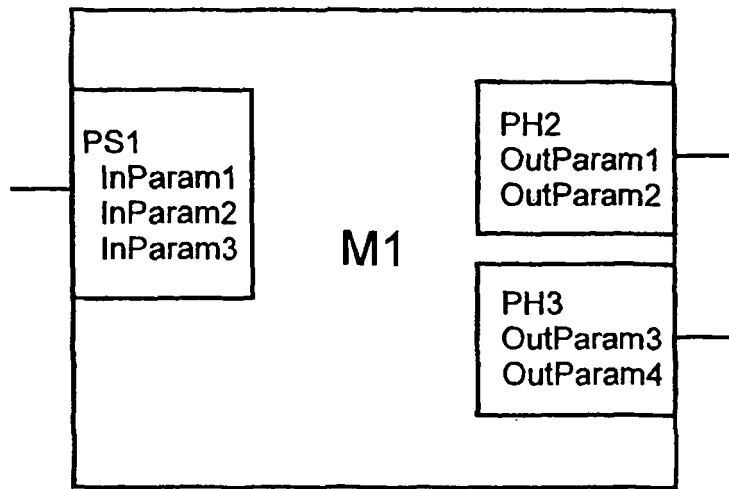 PS1
InParam1
InParam2
InParam3
M1
PH2
OutParam1
OutParam2
PH3
OutParam3
OutParam4